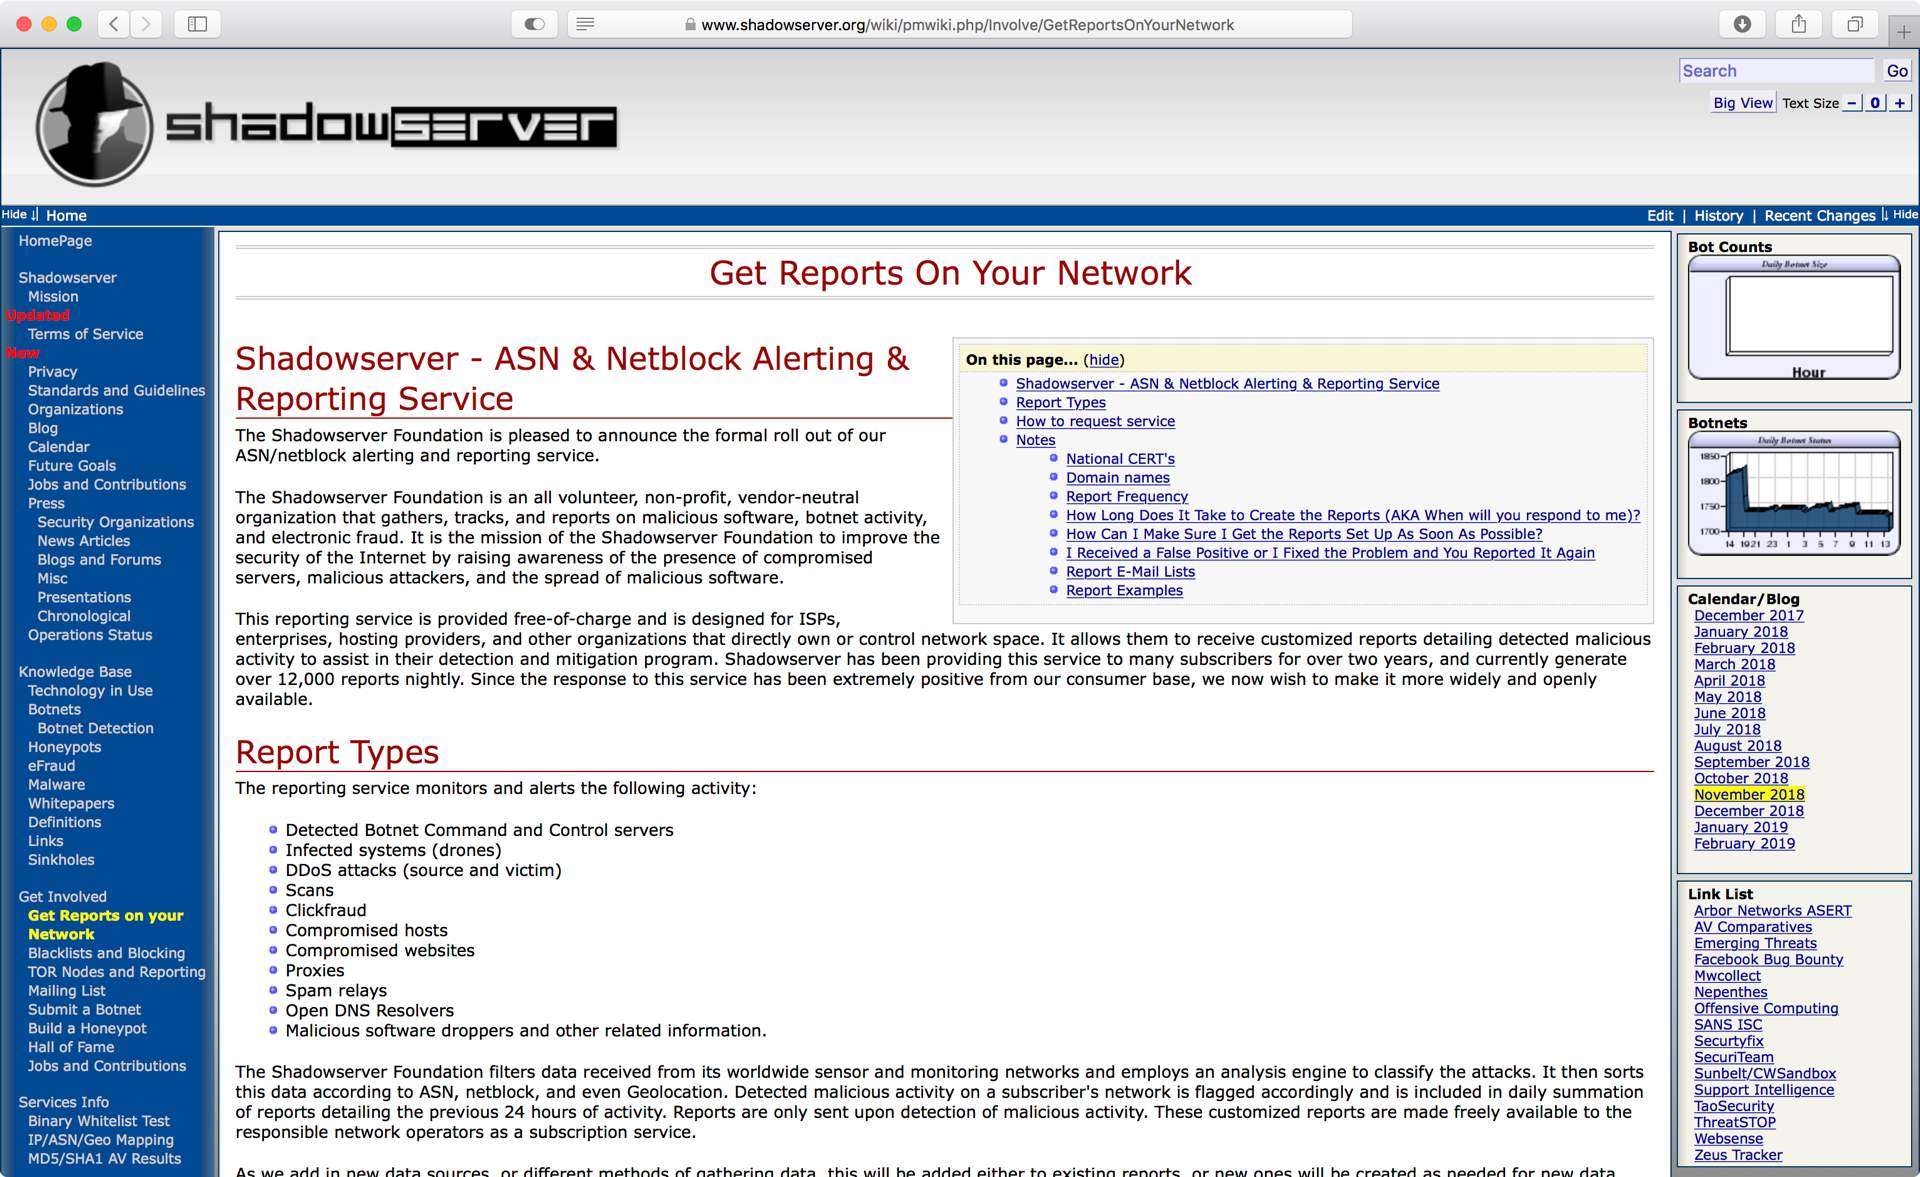 www.shadowserver.org/wiki/pmwiki.php/Involve/GetReportsOnYourNetwork
shadowserver
Search
Go
Big View Text Size − 0 +
Hide
Home
Edit | History | Recent Changes
Hide
HomePage
Shadowserver
Mission
Updated
Terms of Service
New
Privacy
Standards and Guidelines
Organizations
Blog
Calendar
Future Goals
Jobs and Contributions
Press
Security Organizations
News Articles
Blogs and Forums
Misc
Presentations
Chronological
Operations Status
Knowledge Base
Technology in Use
Botnets
Botnet Detection
Honeypots
eFraud
Malware
Whitepapers
Definitions
Links
Sinkholes
Get Involved
Get Reports on your
Network
Blacklists and Blocking
TOR Nodes and Reporting
Mailing List
Submit a Botnet
Build a Honeypot
Hall of Fame
Jobs and Contributions
Services Info
Binary Whitelist Test
IP/ASN/Geo Mapping
MD5/SHA1 AV Results
Get Reports On Your Network
Shadowserver - ASN & Netblock Alerting &
Reporting Service
The Shadowserver Foundation is pleased to announce the formal roll out of our
ASN/netblock alerting and reporting service.
The Shadowserver Foundation is an all volunteer, non-profit, vendor-neutral
organization that gathers, tracks, and reports on malicious software, botnet activity,
and electronic fraud. It is the mission of the Shadowserver Foundation to improve the
security of the Internet by raising awareness of the presence of compromised
servers, malicious attackers, and the spread of malicious software.
On this page... (hide)
Shadowserver - ASN & Netblock Alerting & Reporting Service
Report Types
How to request service
Notes
National CERT's
Domain names
Report Frequency
How Long Does It Take to Create the Reports (AKA When will you respond to me)?
How Can I Make Sure I Get the Reports Set Up As Soon As Possible?
I Received a False Positive or I Fixed the Problem and You Reported It Again
Report E-Mail Lists
Report Examples
This reporting service is provided free-of-charge and is designed for ISPs,
enterprises, hosting providers, and other organizations that directly own or control network space. It allows them to receive customized reports detailing detected malicious
activity to assist in their detection and mitigation program. Shadowserver has been providing this service to many subscribers for over two years, and currently generate
over 12,000 reports nightly. Since the response to this service has been extremely positive from our consumer base, we now wish to make it more widely and openly
available.
Report Types
The reporting service monitors and alerts the following activity:
Detected Botnet Command and Control servers
Infected systems (drones)
DDoS attacks (source and victim)
Scans
Clickfraud
Compromised hosts
Compromised websites
Proxies
Spam relays
Open DNS Resolvers
Malicious software droppers and other related information.
The Shadowserver Foundation filters data received from its worldwide sensor and monitoring networks and employs an analysis engine to classify the attacks. It then sorts
this data according to ASN, netblock, and even Geolocation. Detected malicious activity on a subscriber's network is flagged accordingly and is included in daily summation
of reports detailing the previous 24 hours of activity. Reports are only sent upon detection of malicious activity. These customized reports are made freely available to the
responsible network operators as a subscription service.
As we add in new data sources, or different methods of gathering data, this will be added either to existing reports, or new ones will be created as needed for new data
Bot Counts
Daily Botnet Size
Hour
Botnets
Daily Botnet Status
1850
1800
1750
1700
14 19 21 23 1 3 5 7 9 11 13
Calendar/Blog
December 2017
January 2018
February 2018
March 2018
April 2018
May 2018
June 2018
July 2018
August 2018
September 2018
October 2018
November 2018
December 2018
January 2019
February 2019
Link List
Arbor Networks ASERT
AV Comparatives
Emerging Threats
Facebook Bug Bounty
Mwcollect
Nepenthes
Offensive Computing
SANS ISC
Securtyfix
SecuriTeam
Sunbelt/CWSandbox
Support Intelligence
TaoSecurity
ThreatSTOP
Websense
Zeus Tracker